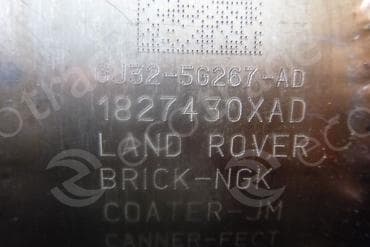 GJ32-5G267-AD
1827430XAD
LAND ROVER
BRICK-NGK
COATER-JM
CANNER-FECT